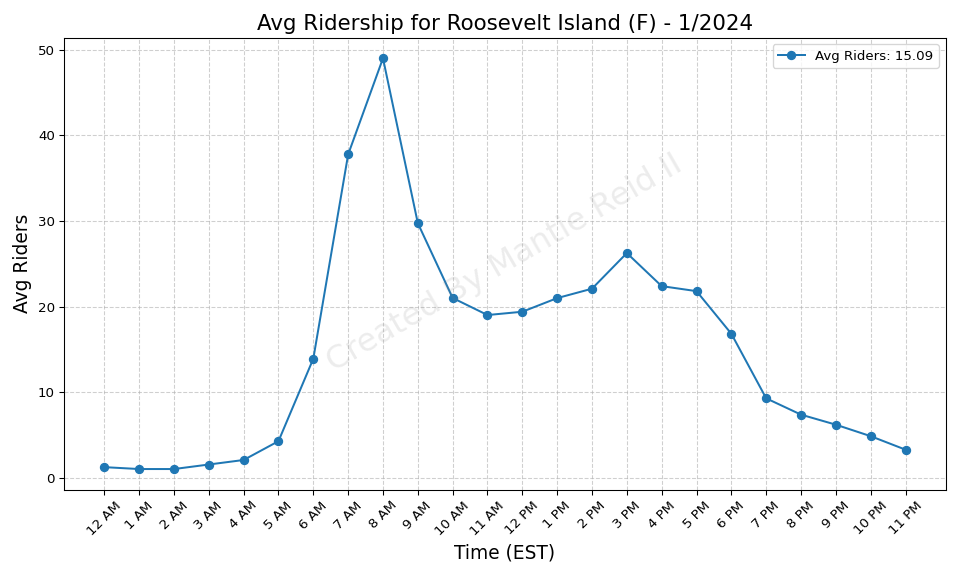 Avg Ridership for Roosevelt Island (F) - 1/2024
Avg Riders: 15.09
50
40
30
20
10
0
Avg Riders
Created By Mantle Reid II
12 AM
1 AM
2 AM
3 AM
4 AM
5 AM
6 AM
7 AM
8 AM
9 AM
10 AM
11 AM
12 PM
1 PM
2 PM
3 PM
4 PM
5 PM
6 PM
7 PM
8 PM
9 PM
10 PM
11 PM
Time (EST)